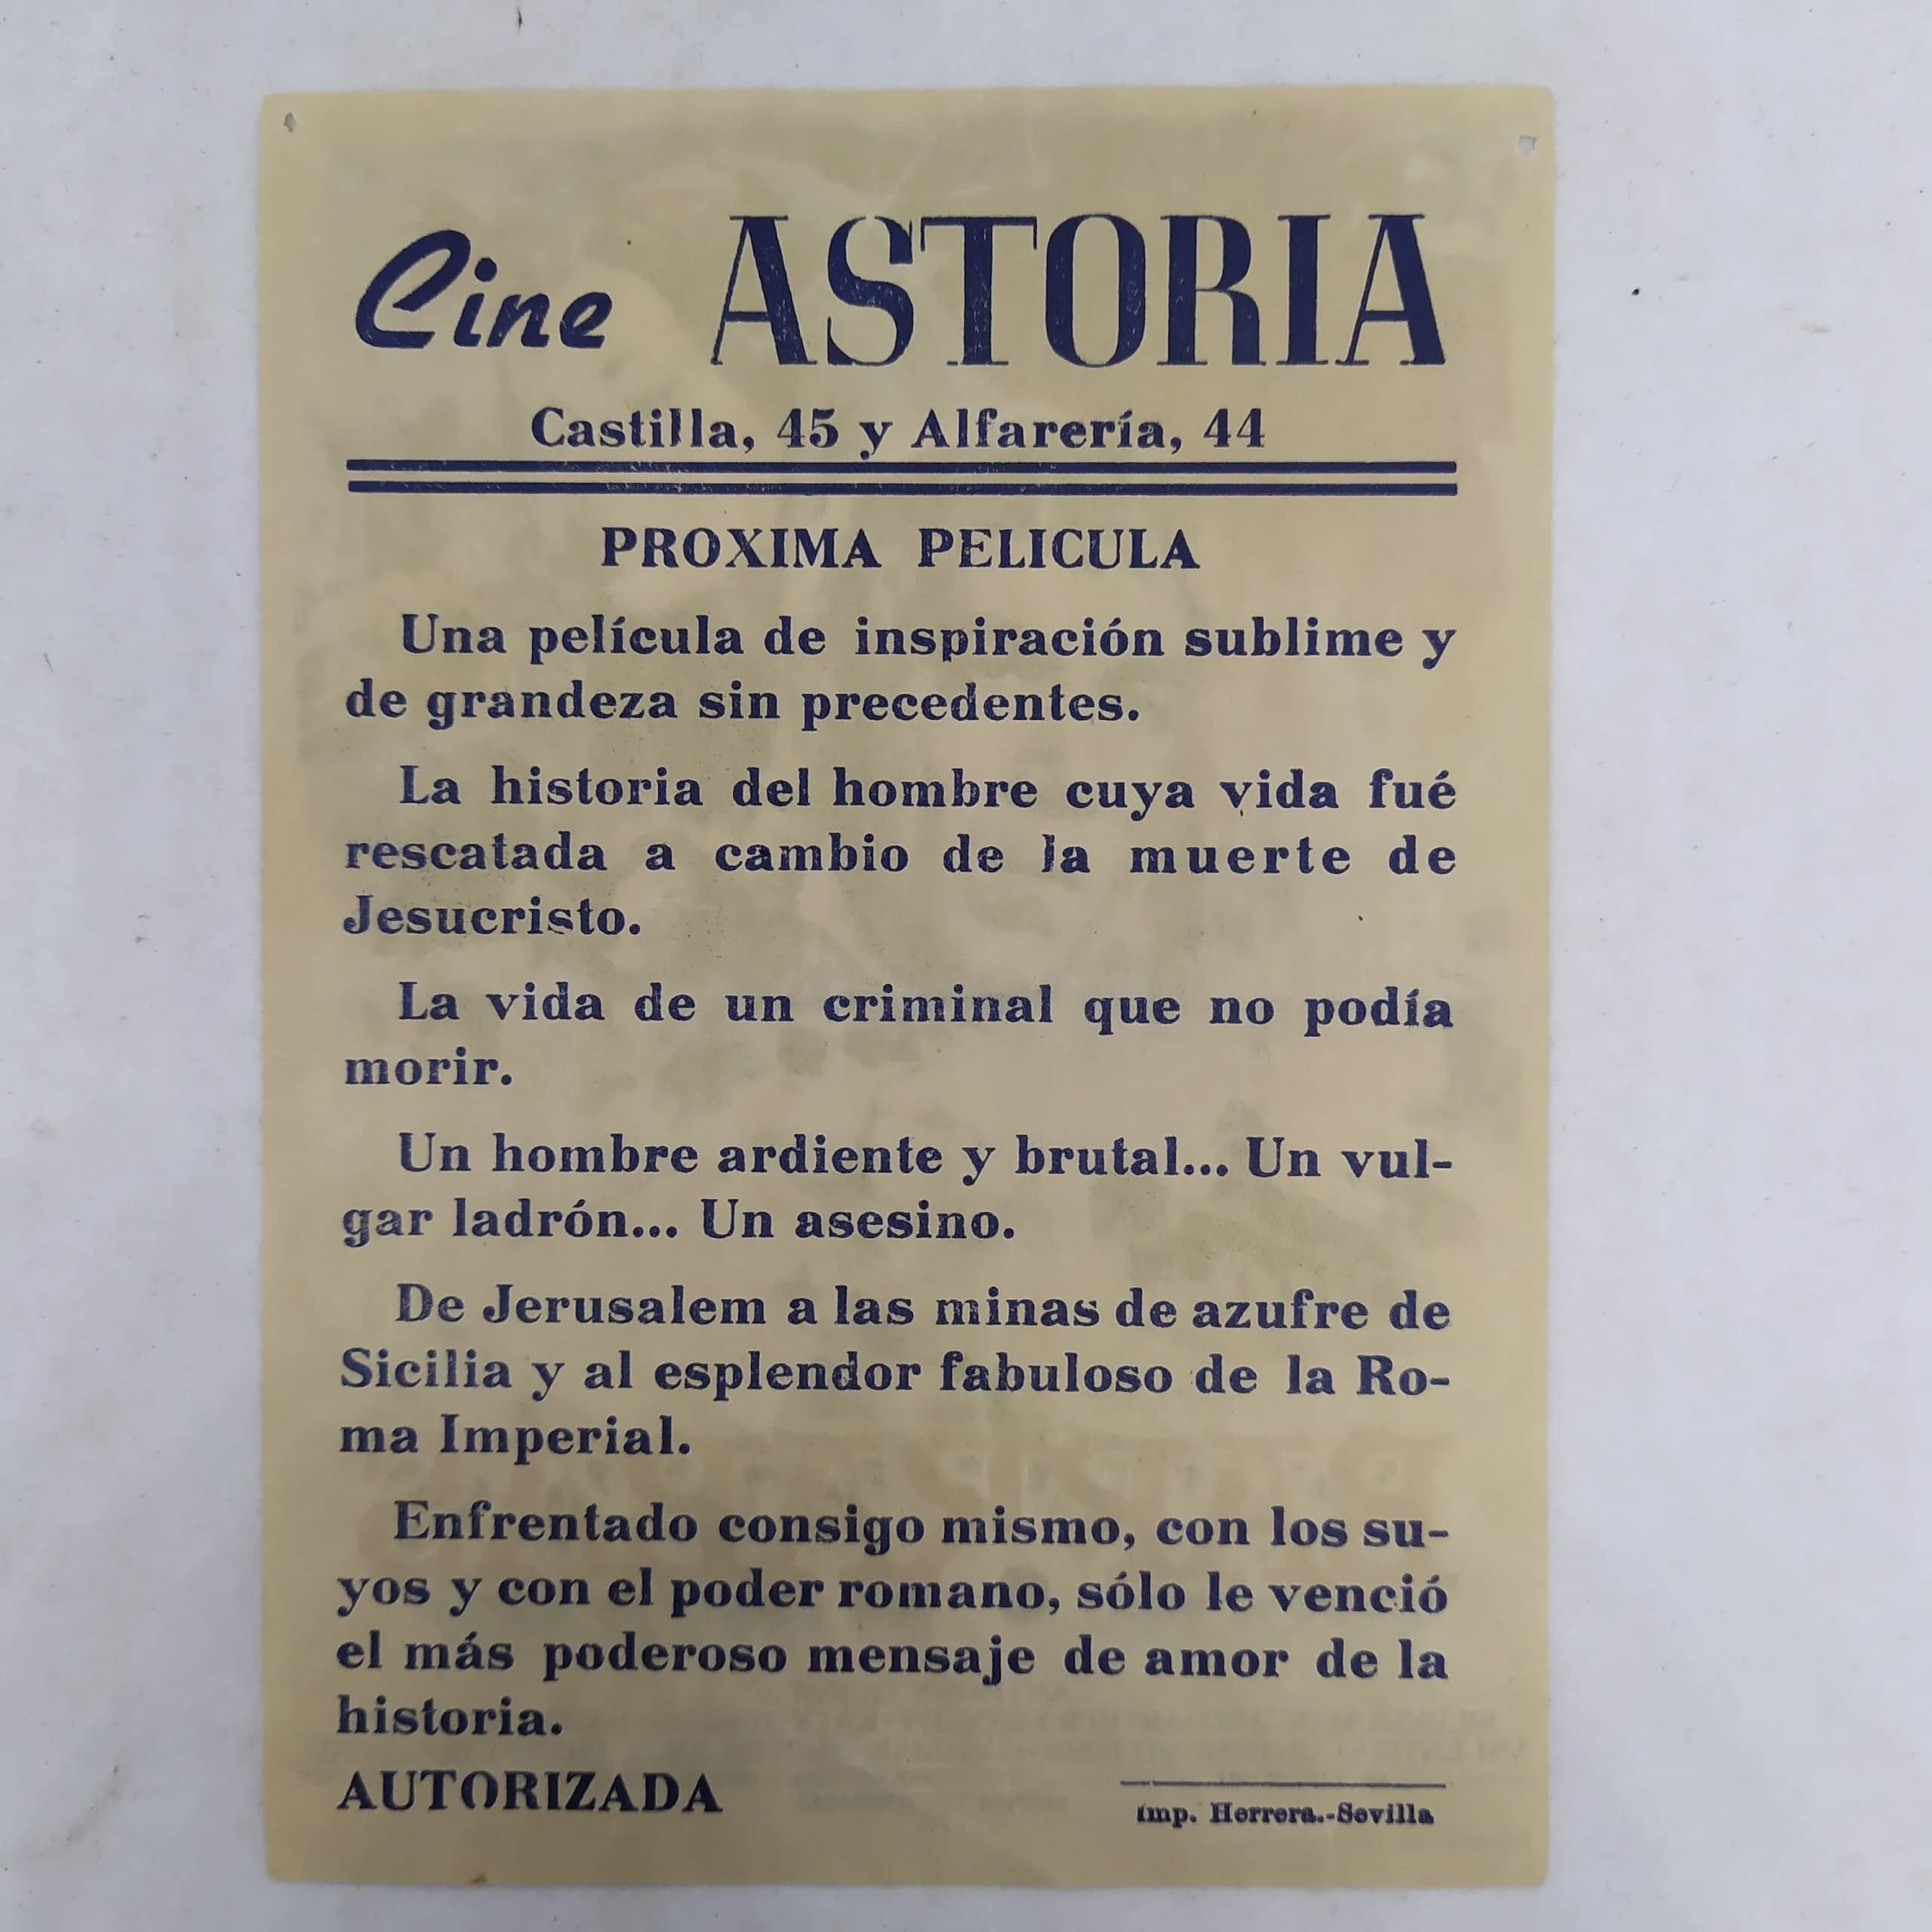 Cine ASTORIA
Castilla, 45 y Alfarería, 44
PROXIMA PELICULA
Una película de inspiración sublime y
de grandeza sin precedentes.
La historia del hombre cuya vida fué
rescatada a cambio de la muerte de
Jesucristo.
La vida de un criminal que no podía
morir.
Un hombre ardiente y brutal... Un vul-
gar ladrón... Un asesino.
De Jerusalem a las minas de azufre de
Sicilia y al esplendor fabuloso de la Ro-
ma Imperial.
Enfrentado consigo mismo, con los su-
yos y con el poder romano, sólo le venció
el más poderoso mensaje de amor de la
historia.
AUTORIZADA
Imp. Herrera.-Sevilla